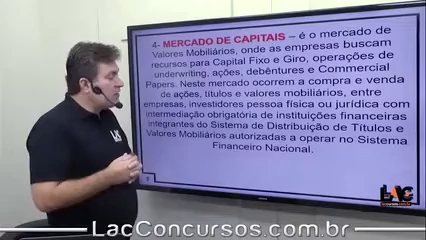 4- MERCADO DE CAPITAIS – é o mercado de
Valores Mobiliários, onde as empresas buscam
recursos para Capital Fixo e Giro, operações de
underwriting, ações, debêntures e Commercial
Papers. Neste mercado ocorrem a compra e venda
de ações, títulos e valores mobiliários, entre
empresas, investidores pessoa física ou jurídica com
intermediação obrigatória de instituições financeiras
integrantes do Sistema de Distribuição de Títulos e
Valores Mobiliários autorizadas a operar no Sistema
Financeiro Nacional.
LAC
LacConcursos.com.br